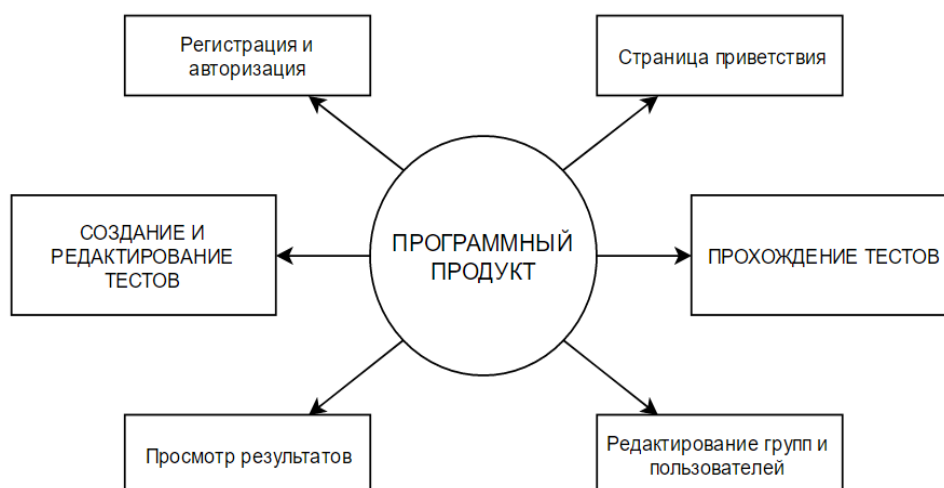 Регистрация и
авторизация
Страница приветствия
СОЗДАНИЕ И
РЕДАКТИРОВАНИЕ
ТЕСТОВ
ПРОГРАММНЫЙ
ПРОДУКТ
ПРОХОЖДЕНИЕ ТЕСТОВ
Просмотр результатов
Редактирование групп и
пользователей